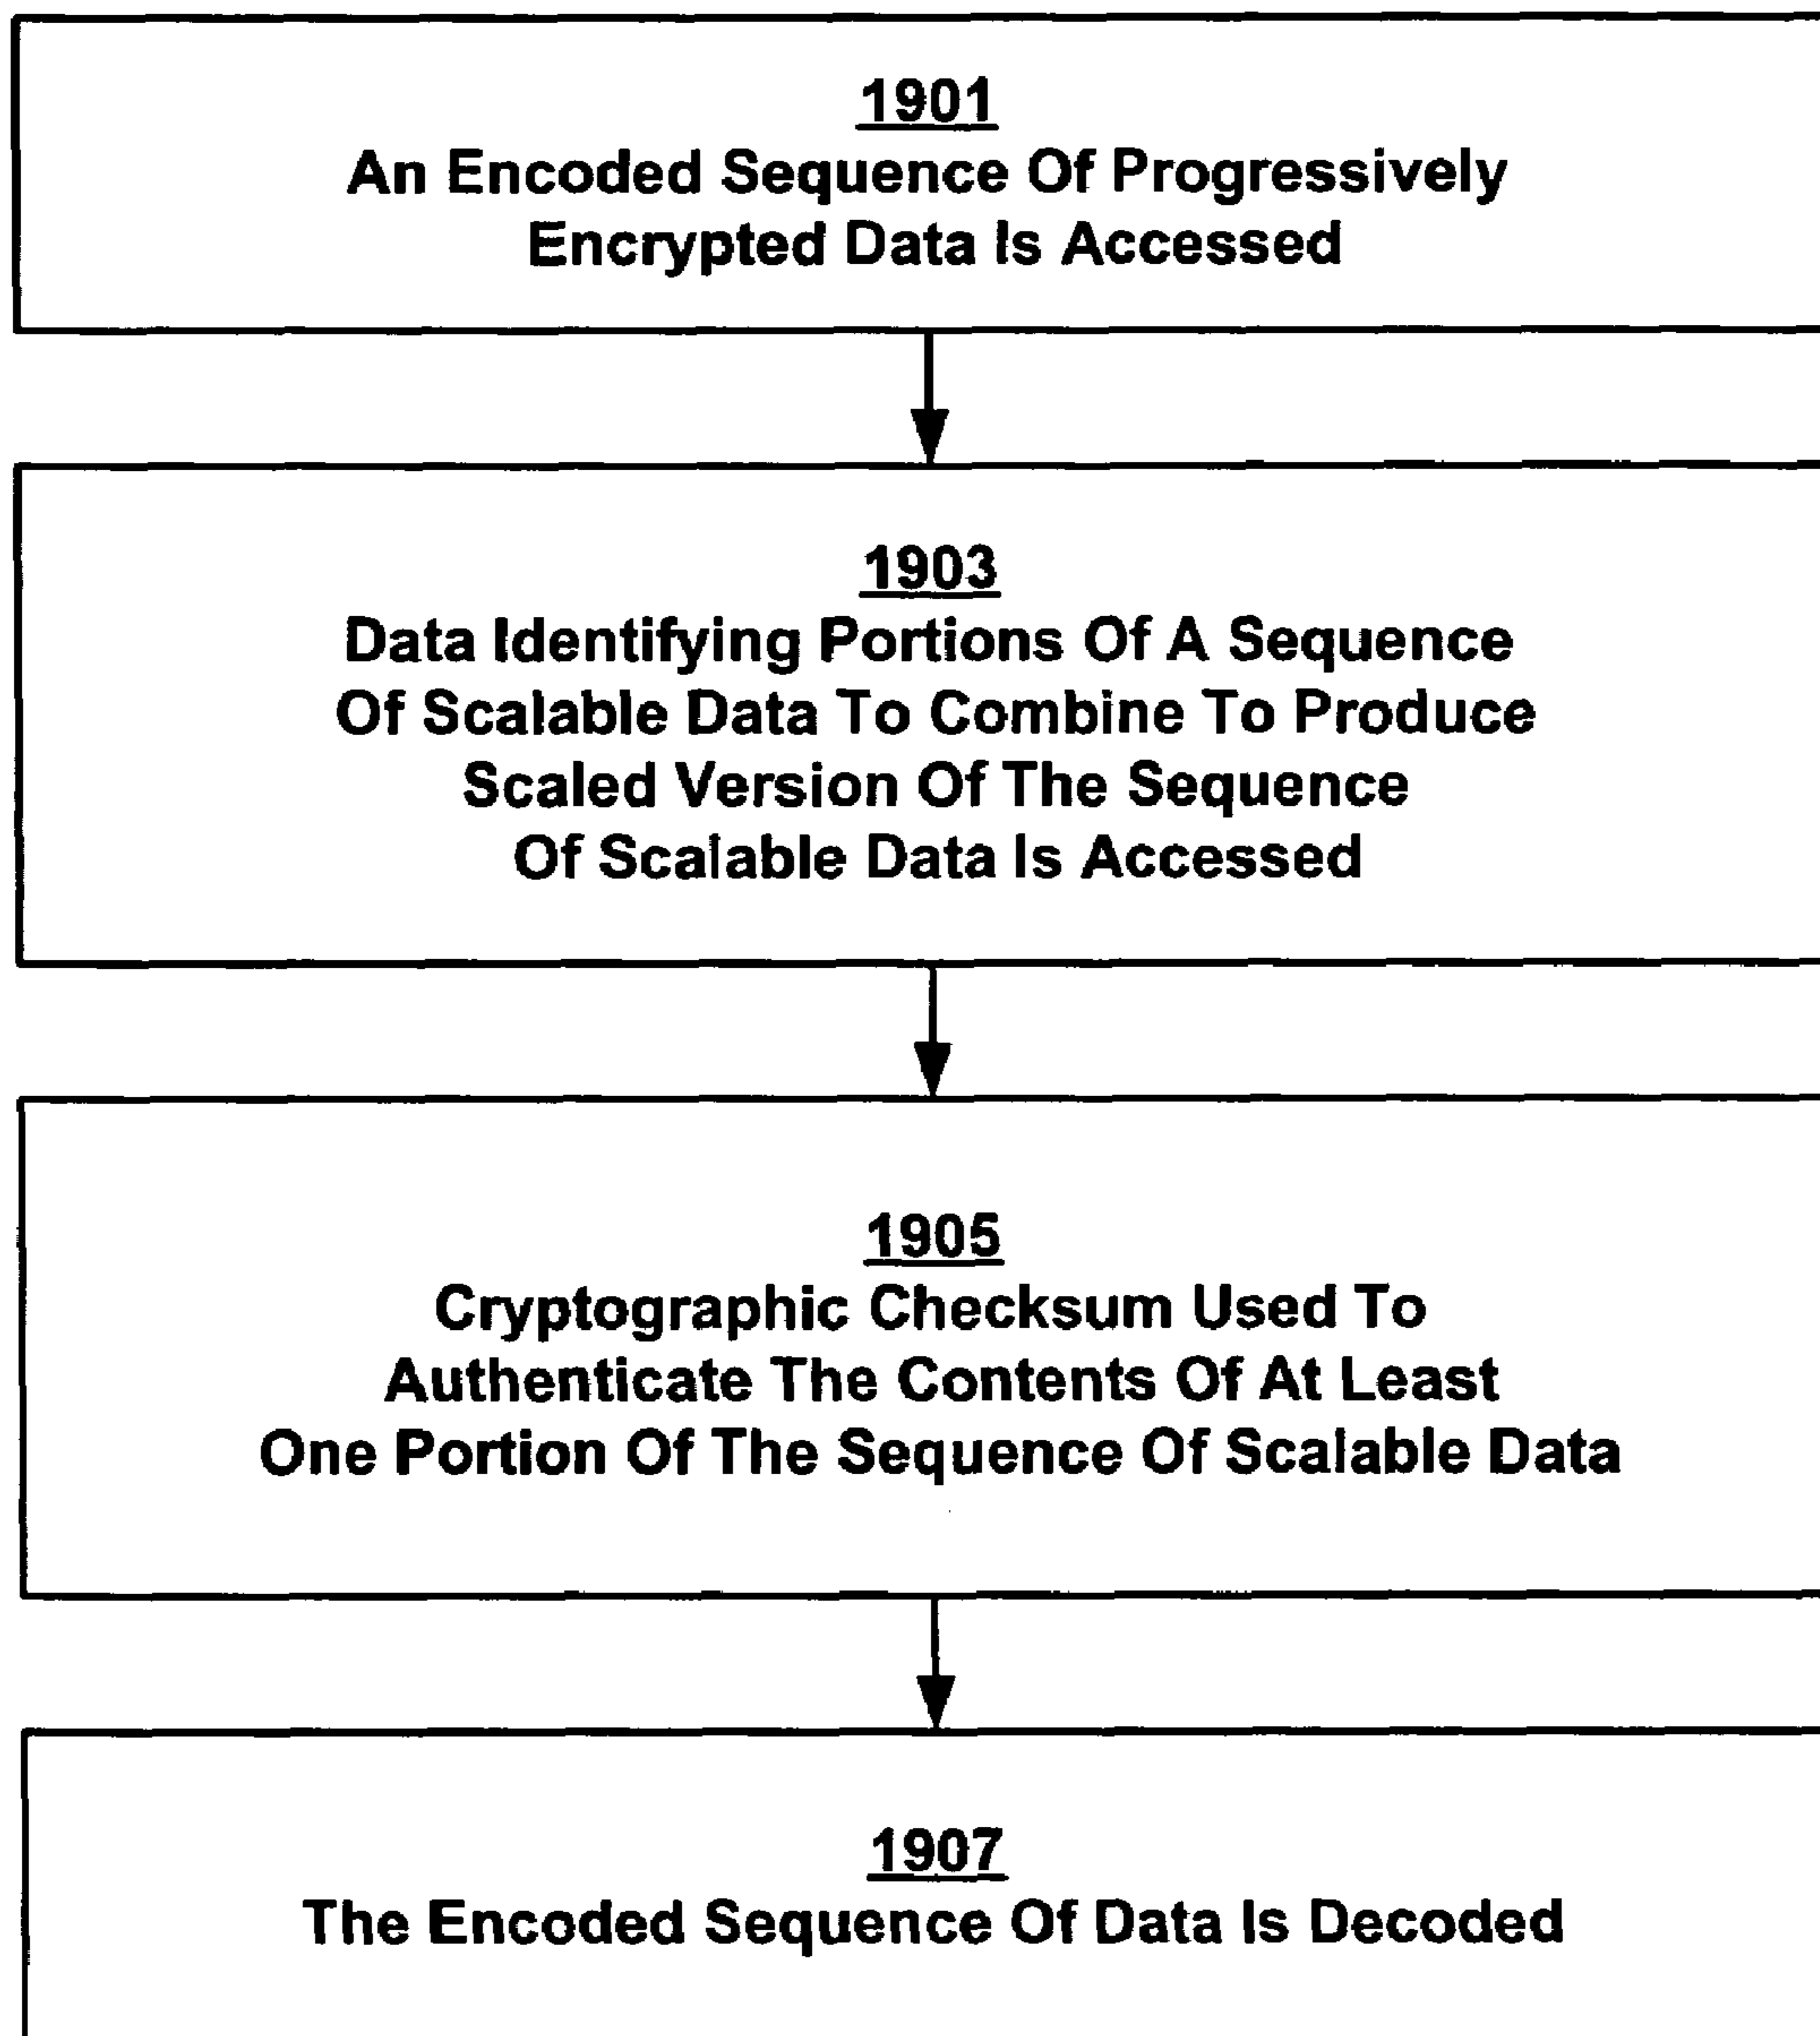 1901
An Encoded Sequence Of Progressively
Encrypted Data Is Accessed
1903
Data Identifying Portions Of A Sequence
Of Scalable Data To Combine To Produce
Scaled Version Of The Sequence
Of Scalable Data Is Accessed
1905
Cryptographic Checksum Used To
Authenticate The Contents Of At Least
One Portion Of The Sequence Of Scalable Data
1907
The Encoded Sequence Of Data Is Decoded